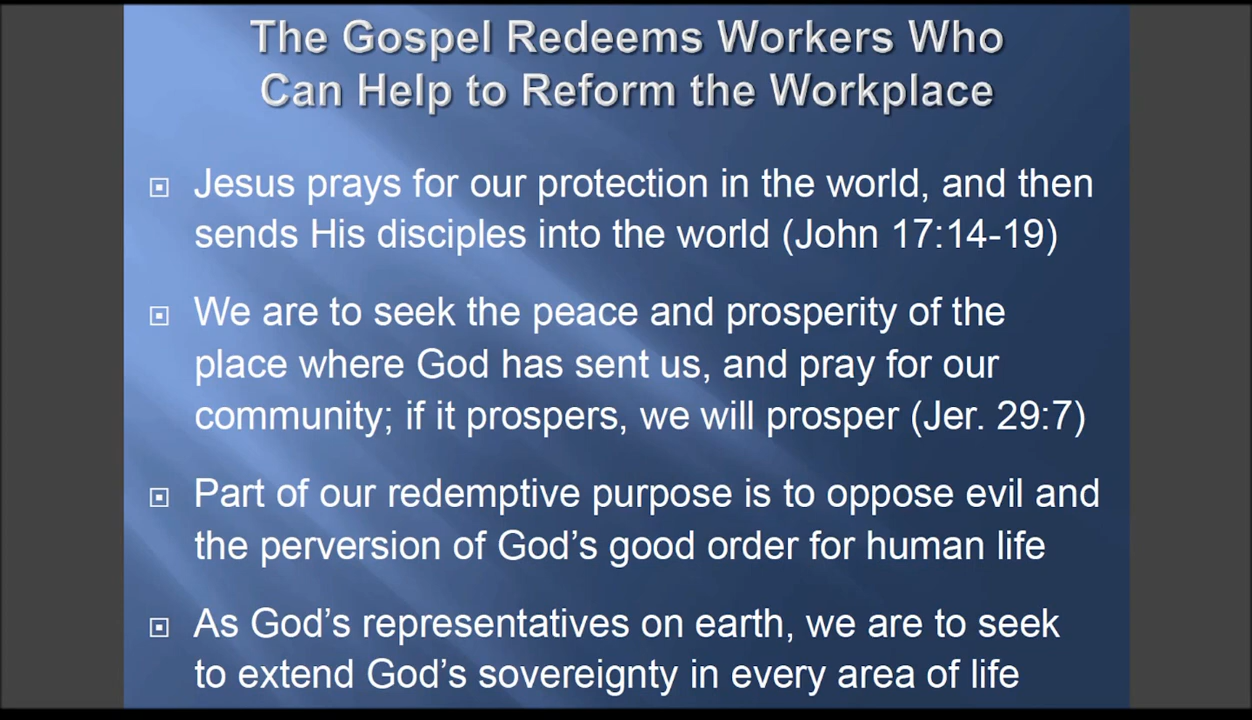 The Gospel Redeems Workers Who
Can Help to Reform the Workplace
Jesus prays for our protection in the world, and then
sends His disciples into the world (John 17:14-19)
We are to seek the peace and prosperity of the
place where God has sent us, and pray for our
community; if it prospers, we will prosper (Jer. 29:7)
Part of our redemptive purpose is to oppose evil and
the perversion of God’s good order for human life
As God’s representatives on earth, we are to seek
to extend God’s sovereignty in every area of life